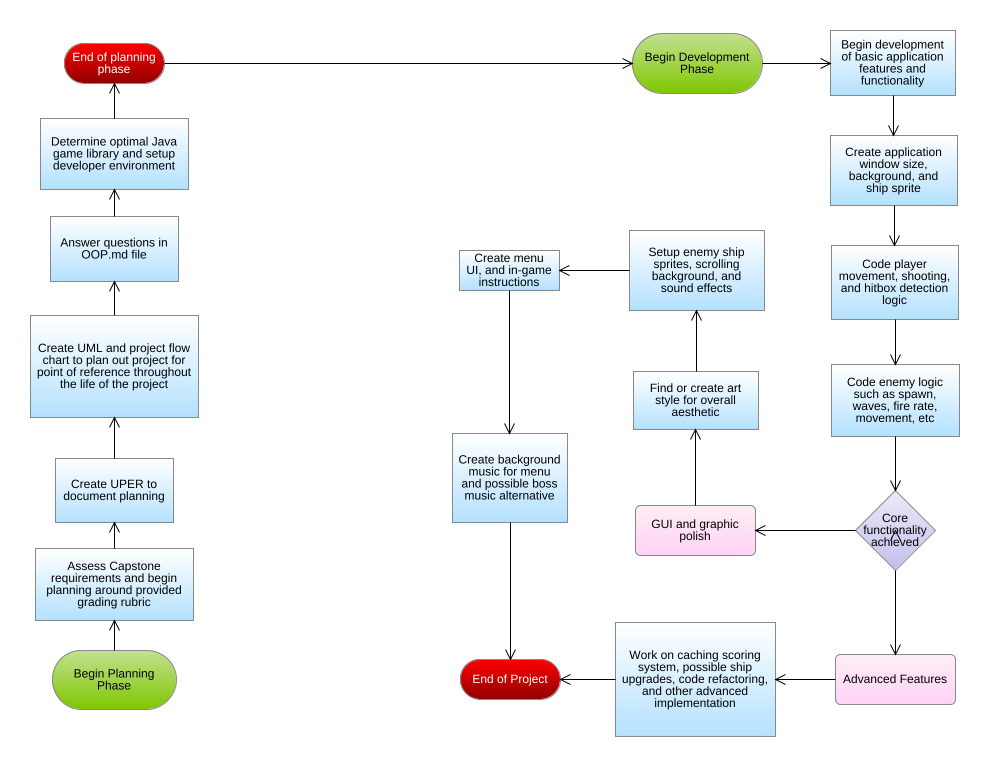 End of planning
phase
Begin Development
Phase
Begin development
of basic application
features and
functionality
Determine optimal Java
game library and setup
developer environment
Create application
window size,
background, and
ship sprite
Answer questions in
OOP.md file
Create menu
UI, and in-game
instructions
Setup enemy ship
sprites, scrolling
background, and
sound effects
Code player
movement, shooting,
and hitbox detection
logic
Create UML and project flow
chart to plan out project for
point of reference throughout
the life of the project
Find or create art
style for overall
aesthetic
Code enemy logic
such as spawn,
waves, fire rate,
movement, etc
Create UPER to
document planning
Create background
music for menu
and possible boss
music alternative
GUI and graphic
polish
Core
functionality
achieved
Assess Capstone
requirements and begin
planning around provided
grading rubric
Begin Planning
Phase
End of Project
Work on caching scoring
system, possible ship
upgrades, code refactoring,
and other advanced
implementation
Advanced Features